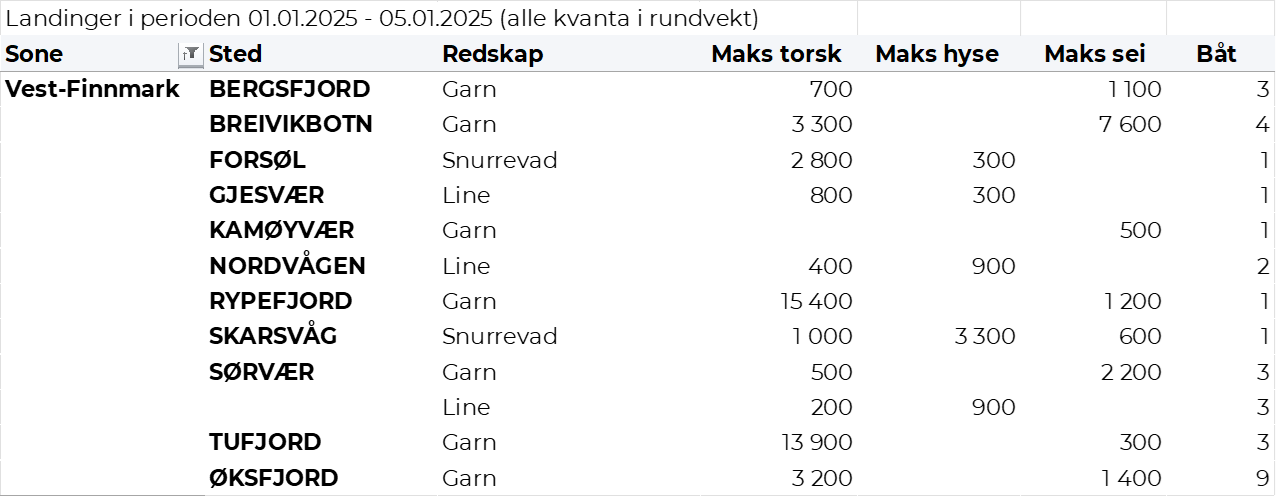 Landinger i perioden 01.01.2025 - 05.01.2025 (alle kvanta i rundvekt)
Sone Sted Redskap Maks torsk Maks hyse Maks sei Båt
Vest-Finnmark BERGSFJORD Garn 700 1 100 3
BREIVIKBOTN Garn 3 300 7 600 4
FORSØL Snurrevad 2 800 300 1
GJESVÆR Line 800 300 1
KAMØYVÆR Garn 500 1
NORDVÅGEN Line 400 900 2
RYPEFJORD Garn 15 400 1 200 1
SKARSVÅG Snurrevad 1 000 3 300 600 1
SØRVÆR Garn 500 2 200 3
Line 200 900 3
TUFJORD Garn 13 900 300 3
ØKSFJORD Garn 3 200 1 400 9